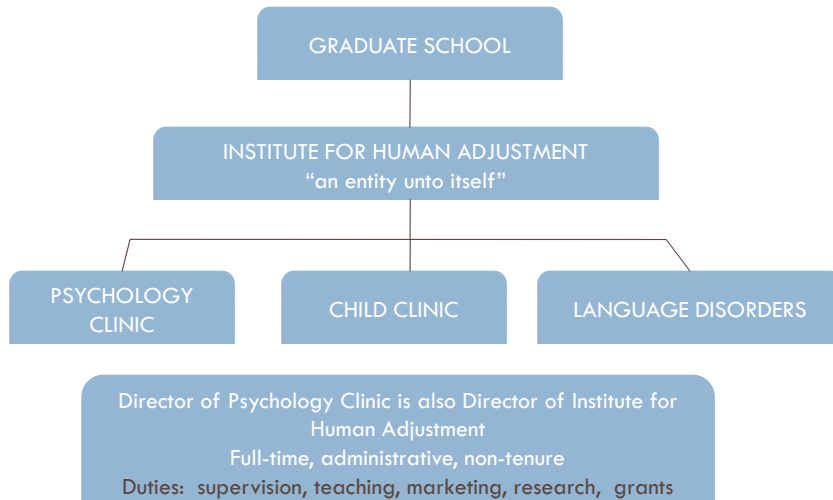 GRADUATE SCHOOL
INSTITUTE FOR HUMAN ADJUSTMENT
“an entity unto itself”
PSYCHOLOGY
CLINIC
CHILD CLINIC
LANGUAGE DISORDERS
Director of Psychology Clinic is also Director of Institute for
Human Adjustment
Full-time, administrative, non-tenure
Duties: supervision, teaching, marketing, research, grants